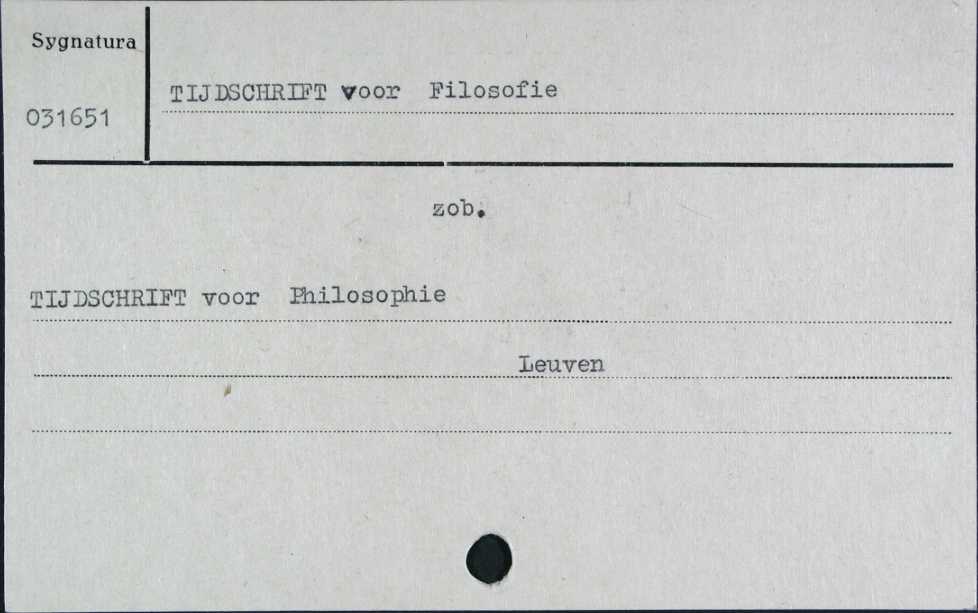 Sygnatura
TIJDSCHRIFT voor Filosofie
031651
zob.
TIJDSCHRIFT voor Philosophie
Leuven